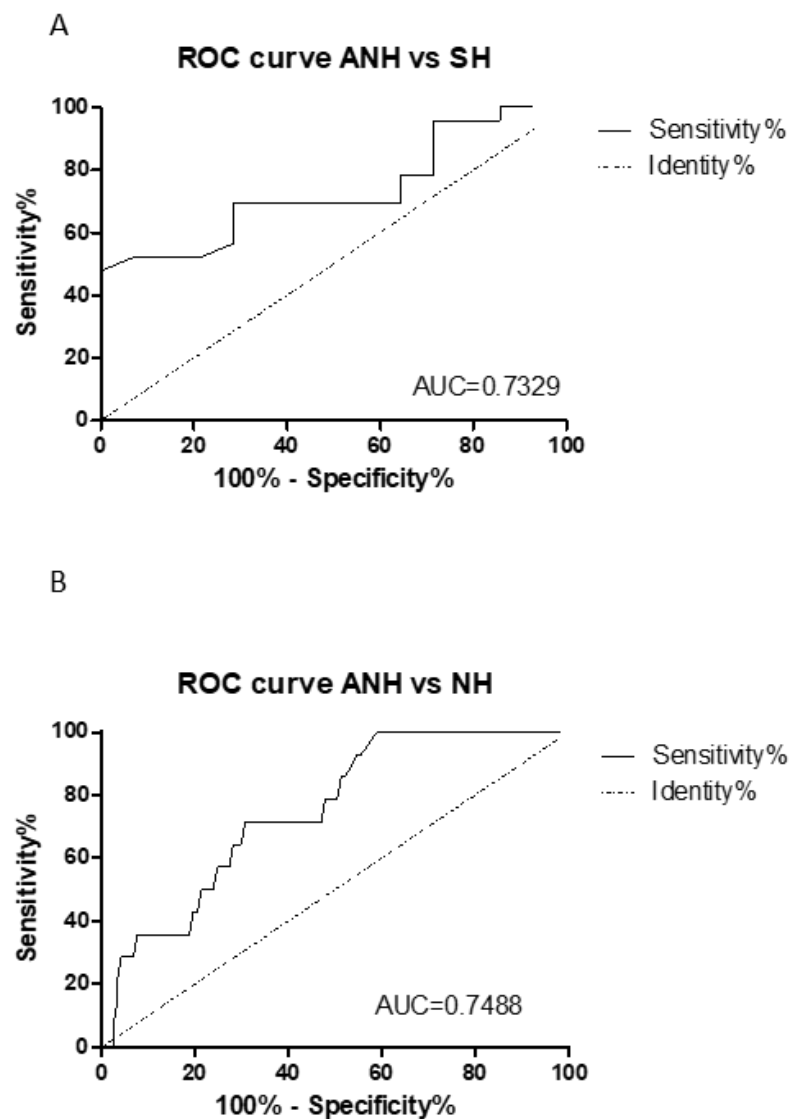 A
ROC curve ANH vs SH
100
80
60
40
20
0
Sensitivity%
0 20 40 60 80 100
100% - Specificity%
Sensitivity%
Identity%
AUC=0.7329
B
ROC curve ANH vs NH
100
80
60
40
20
0
Sensitivity%
0 20 40 60 80 100
100% - Specificity%
Sensitivity%
Identity%
AUC=0.7488